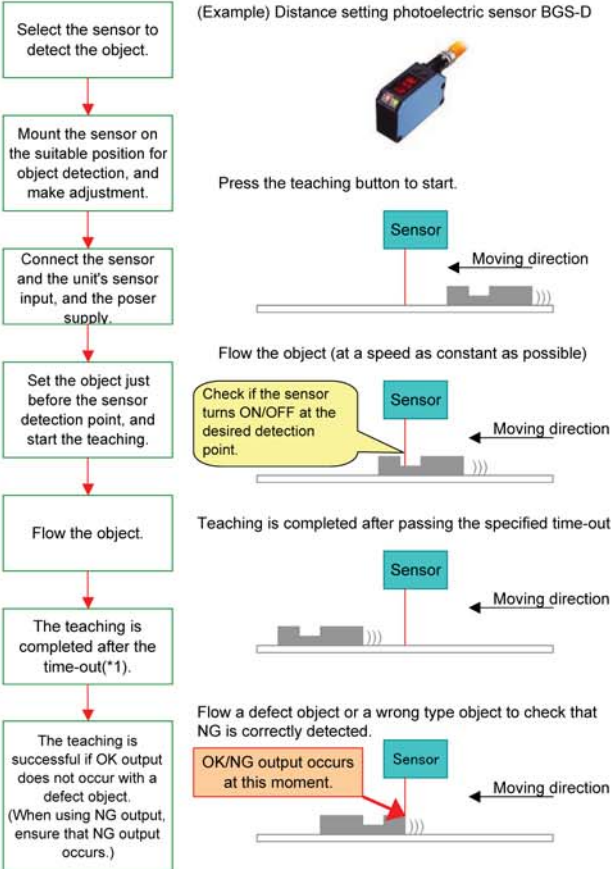 Select the sensor to
detect the object.
Mount the sensor on
the suitable position for
object detection, and
make adjustment.
Connect the sensor
and the unit's sensor
input, and the poser
supply.
Set the object just
before the sensor
detection point, and
start the teaching.
Flow the object.
The teaching is
completed after the
time-out(*1).
The teaching is
successful if OK output
does not occur with a
defect object.
(When using NG output,
ensure that NG output
occurs.)
(Example) Distance setting photoelectric sensor BGS-D
Press the teaching button to start.
Sensor
Moving direction
Flow the object (at a speed as constant as possible)
Check if the sensor
turns ON/OFF at the
desired detection
point.
Sensor
Moving direction
Teaching is completed after passing the specified time-out
Sensor
Moving direction
Flow a defect object or a wrong type object to check that
NG is correctly detected.
OK/NG output occurs
at this moment.
Sensor
Moving direction